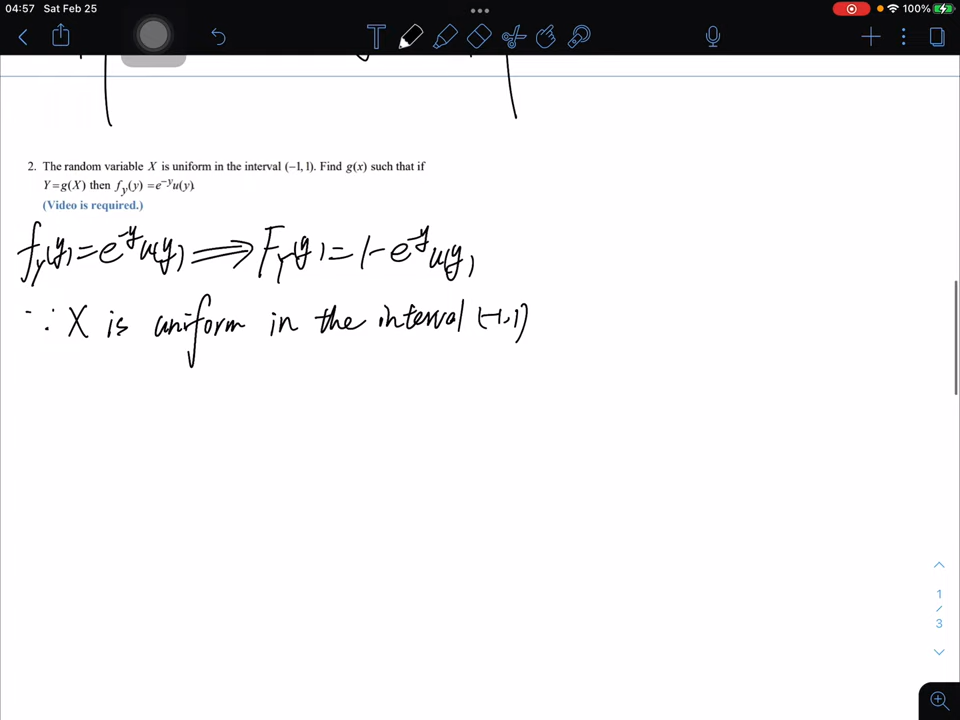 04:57 Sat Feb 25
100%
2. The random variable X is uniform in the interval (−1, 1). Find g(x) such that if
Y=g(X) then f_y(y) =e^{-y}u(y).
(Video is required.)
f_y(y) = e^{-y} u(y) ⟹ F_Y(y) = 1-e^{-y} u(y)
∵ X is uniform in the interval (-1.1)
1
/
3